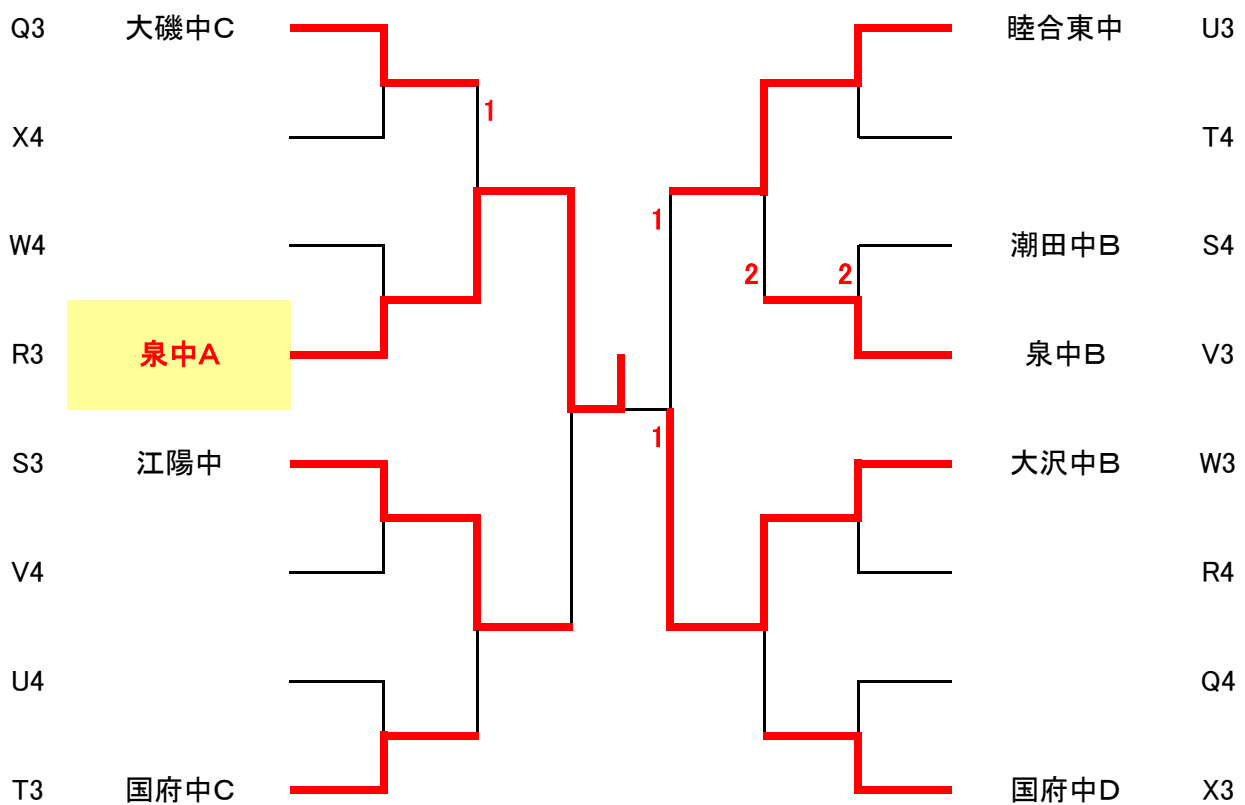 Q3 大磯中C 睦合東中 U3
1
X4 T4
1
W4 潮田中B S4
2 2
R3 泉中A 泉中B V3
1
S3 江陽中 大沢中B W3
V4 R4
U4 Q4
T3 国府中C 国府中D X3